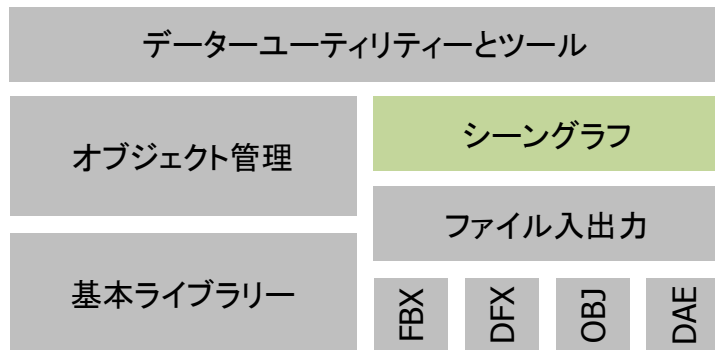 データーユーティリティーとツール
オブジェクト管理
シーングラフ
ファイル入出力
基本ライブラリー
FBX
DFX
OBJ
DAE